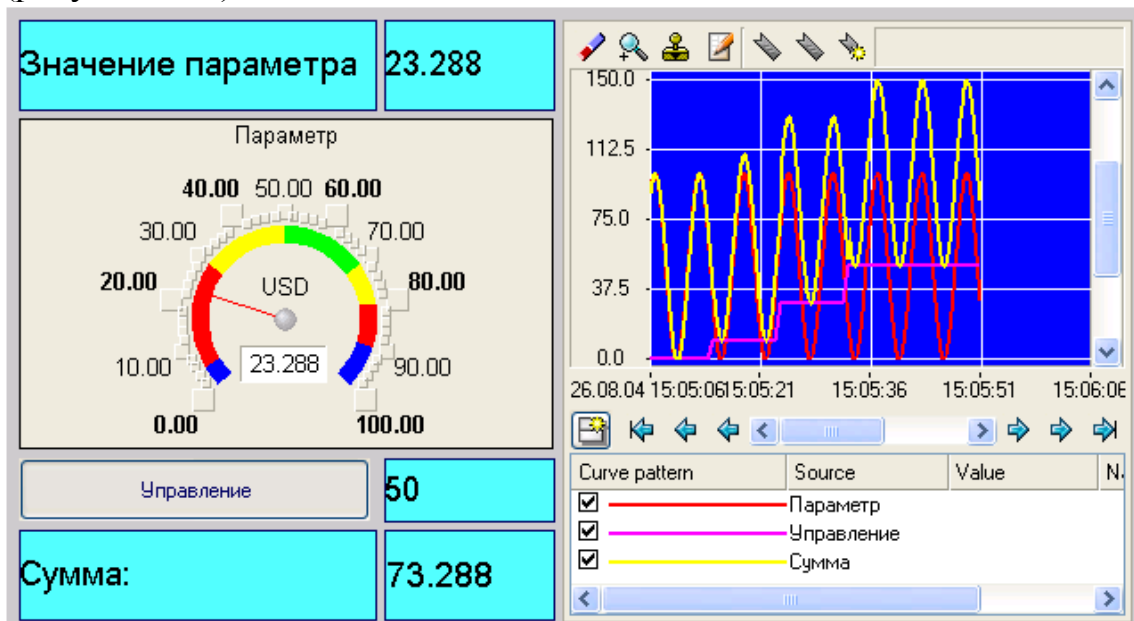 Значение параметра 23.288
Параметр
40.00 50.00 60.00
30.00 70.00
20.00 USD 80.00
10.00 23.288 90.00
0.00 100.00
Управление 50
Сумма: 73.288
150.0
112.5
75.0
37.5
0.0
26.08.04 15:05:06 15:05:21 15:05:36 15:05:51 15:06:06
Curve pattern Source Value N
Параметр
Управление
Сумма